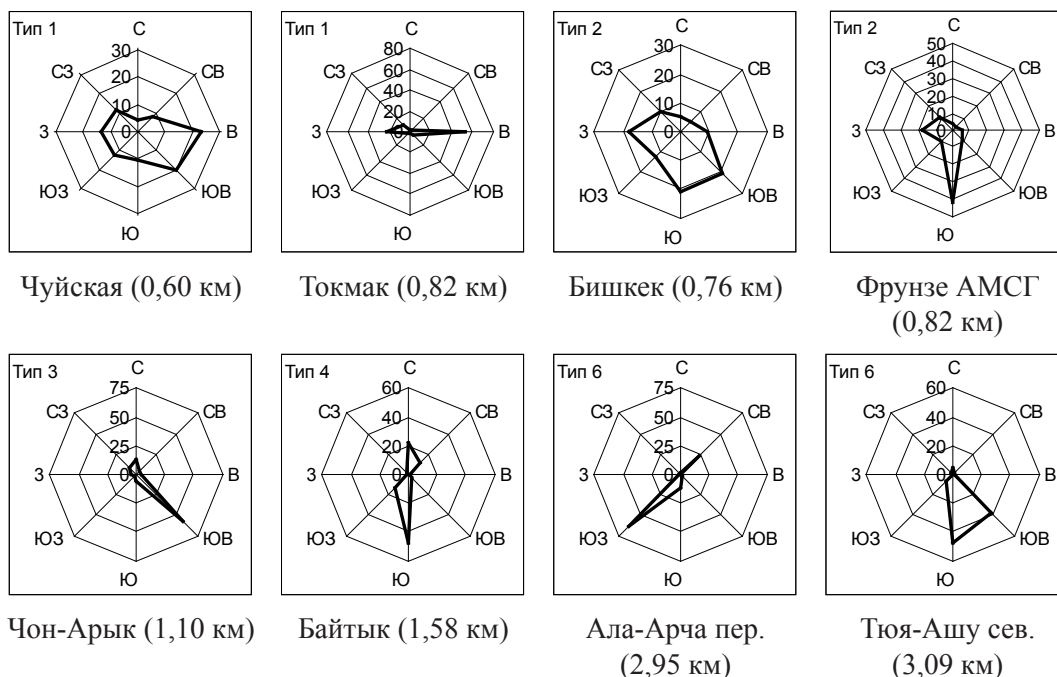 Тип 1
С
СВ
В
ЮВ
Ю
ЮЗ
З
СЗ
30
20
10
0
Чуйская (0,60 км)
Тип 1
С
СВ
В
ЮВ
Ю
ЮЗ
З
СЗ
80
60
40
20
0
Токмак (0,82 км)
Тип 2
С
СВ
В
ЮВ
Ю
ЮЗ
З
СЗ
30
20
10
0
Бишкек (0,76 км)
Тип 2
С
СВ
В
ЮВ
Ю
ЮЗ
З
СЗ
50
40
30
20
10
0
Фрунзе АМСГ
(0,82 км)
Тип 3
С
СВ
В
ЮВ
Ю
ЮЗ
З
СЗ
75
50
25
0
Чон-Арык (1,10 км)
Тип 4
С
СВ
В
ЮВ
Ю
ЮЗ
З
СЗ
60
40
20
0
Байтык (1,58 км)
Тип 6
С
СВ
В
ЮВ
Ю
ЮЗ
З
СЗ
75
50
25
0
Ала-Арча пер.
(2,95 км)
Тип 6
С
СВ
В
ЮВ
Ю
ЮЗ
З
СЗ
60
40
20
0
Тюя-Ашу сев.
(3,09 км)